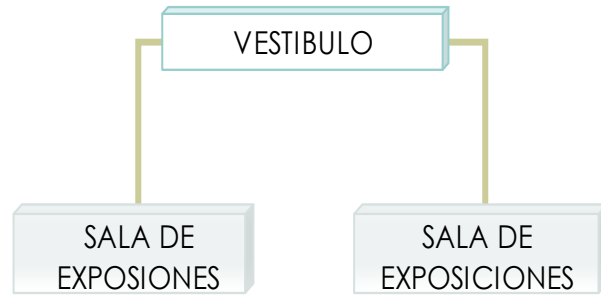 VESTIBULO
SALA DE
EXPOSIONES
SALA DE
EXPOSICIONES